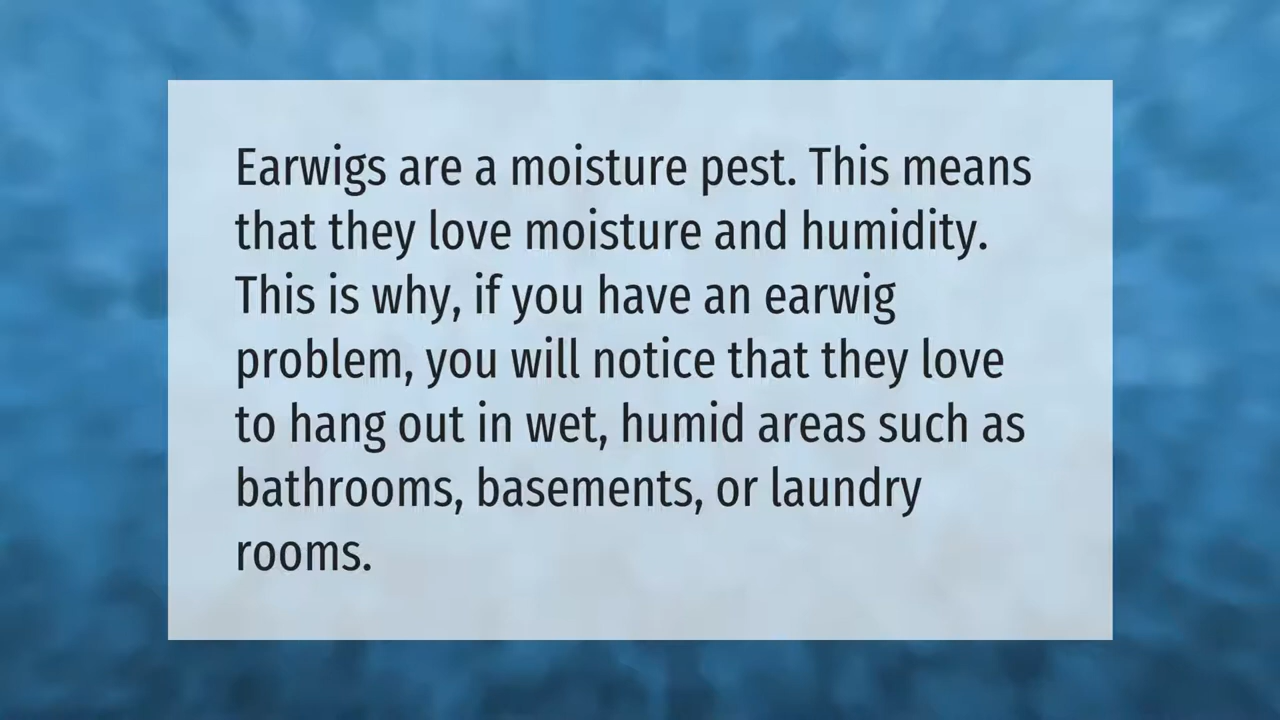 Earwigs are a moisture pest. This means
that they love moisture and humidity.
This is why, if you have an earwig
problem, you will notice that they love
to hang out in wet, humid areas such as
bathrooms, basements, or laundry
rooms.